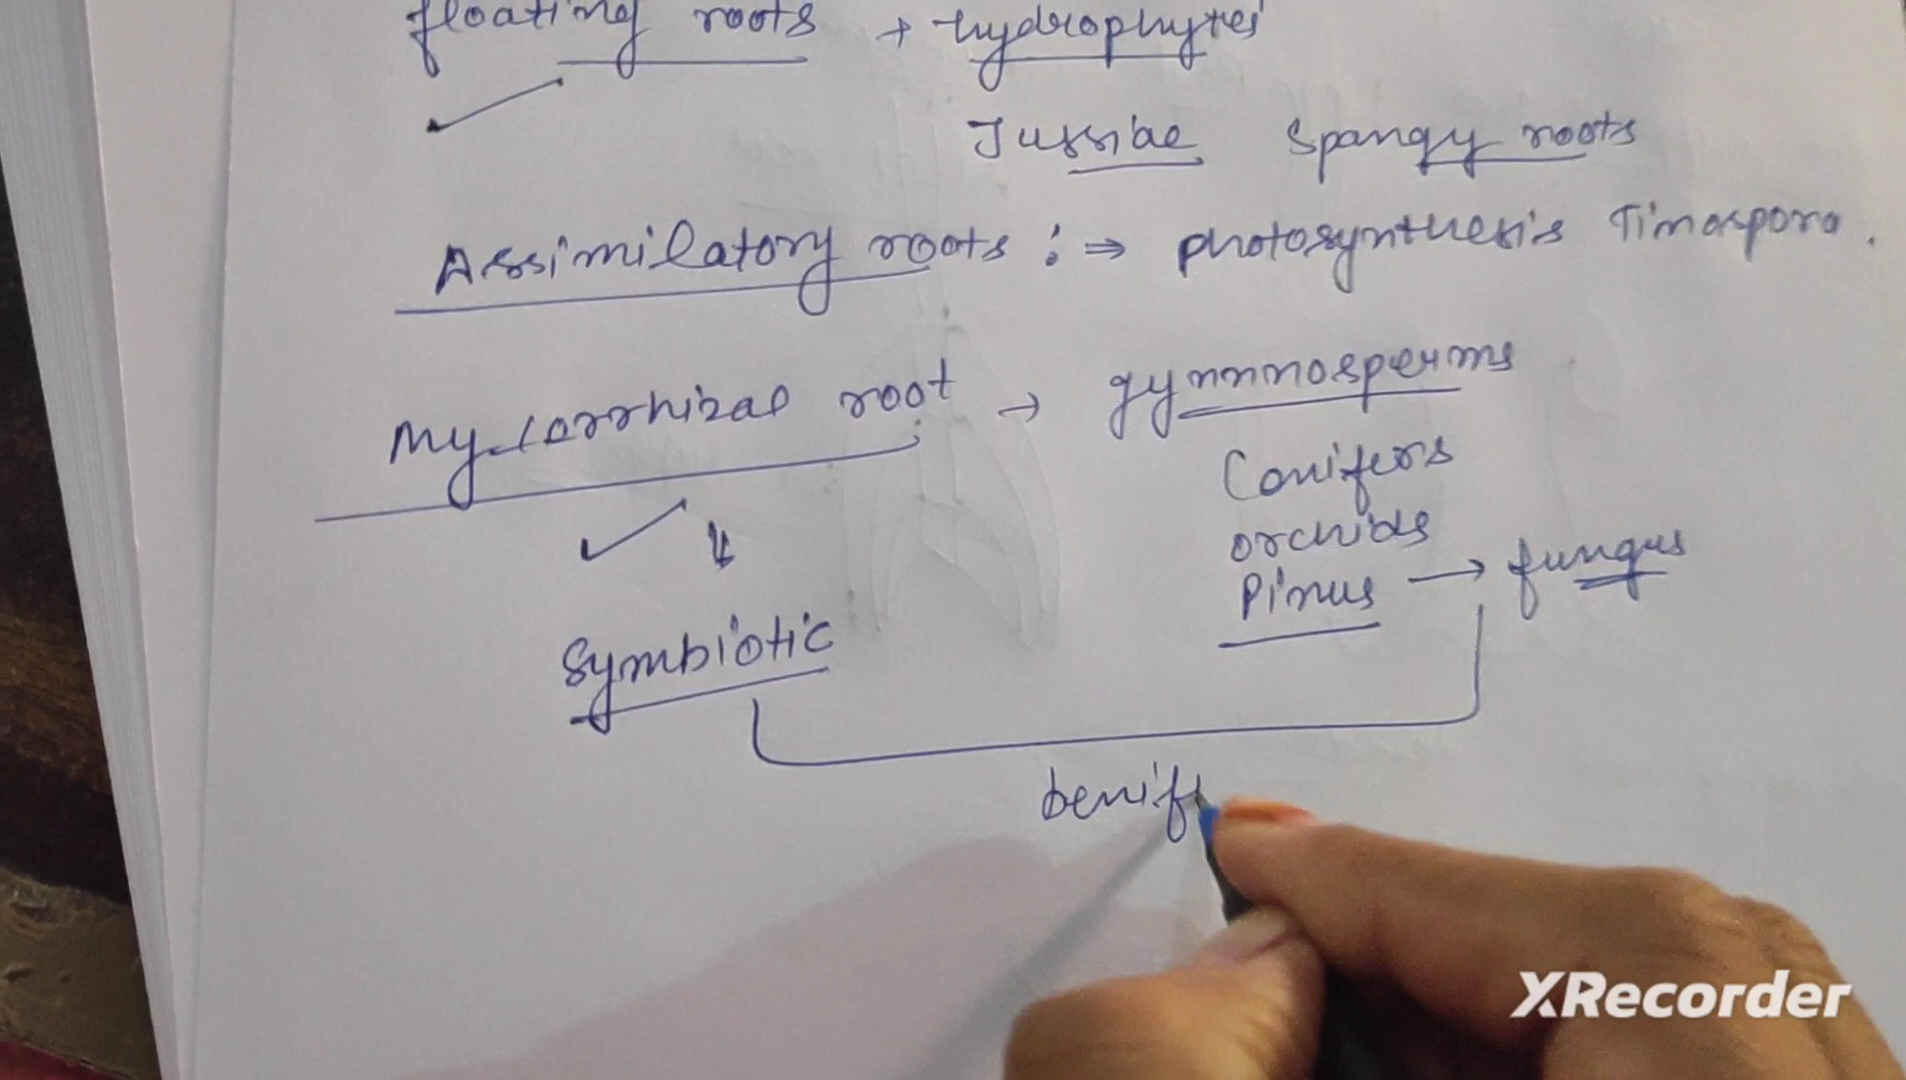 floating roots → hydrophytes
Jussiae spongy roots
Assimilatory roots : ⇒ photosynthesis Tinospora.
Mycorrhizal root → gymnnosperms
Conifers
orchids
Pinus → fungus
Symbiotic
benif
XRecorder